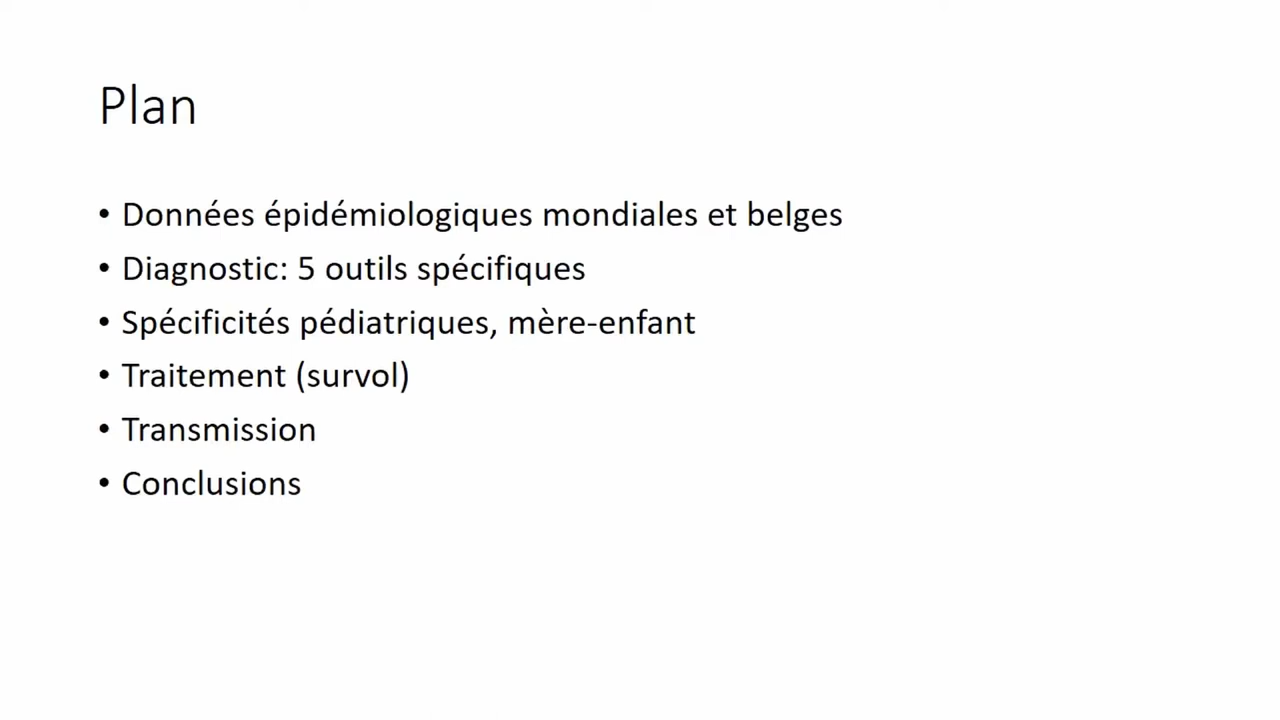 Plan
• Données épidémiologiques mondiales et belges
• Diagnostic: 5 outils spécifiques
• Spécificités pédiatriques, mère-enfant
• Traitement (survol)
• Transmission
• Conclusions